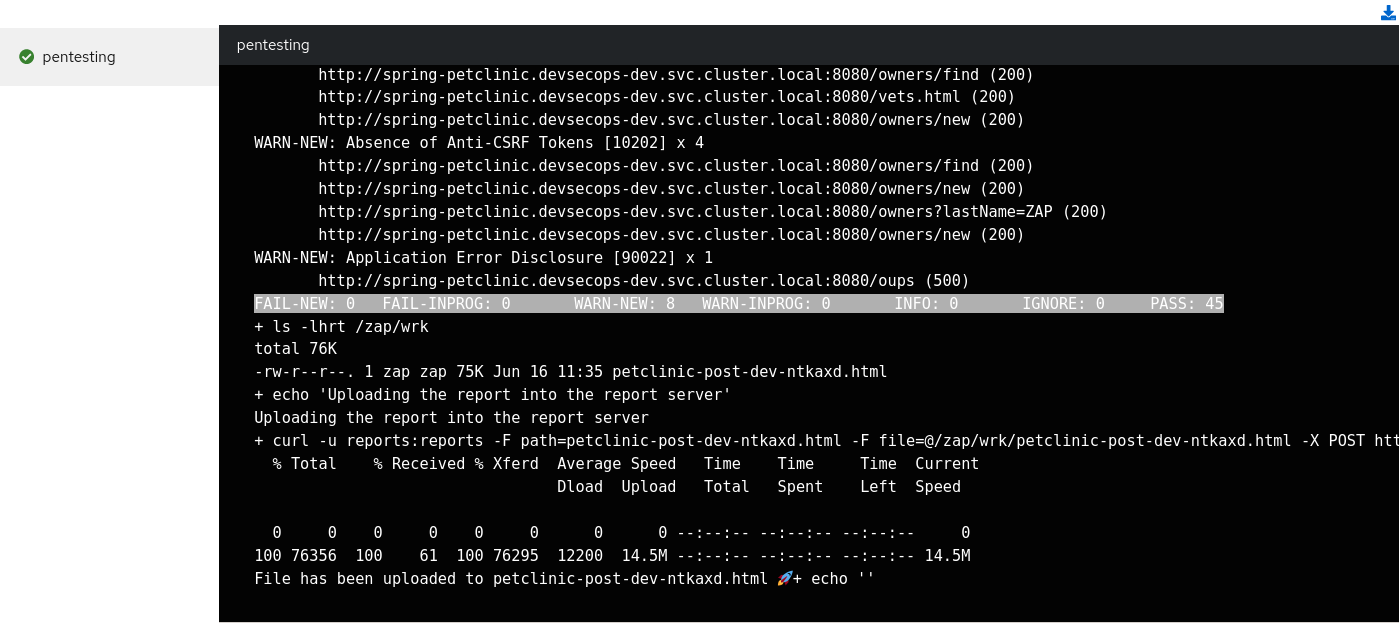 pentesting
pentesting
http://spring-petclinic.devsecops-dev.svc.cluster.local:8080/owners/find (200)
http://spring-petclinic.devsecops-dev.svc.cluster.local:8080/vets.html (200)
http://spring-petclinic.devsecops-dev.svc.cluster.local:8080/owners/new (200)
WARN-NEW: Absence of Anti-CSRF Tokens [10202] x 4
http://spring-petclinic.devsecops-dev.svc.cluster.local:8080/owners/find (200)
http://spring-petclinic.devsecops-dev.svc.cluster.local:8080/owners/new (200)
http://spring-petclinic.devsecops-dev.svc.cluster.local:8080/owners?lastName=ZAP (200)
http://spring-petclinic.devsecops-dev.svc.cluster.local:8080/owners/new (200)
WARN-NEW: Application Error Disclosure [90022] x 1
http://spring-petclinic.devsecops-dev.svc.cluster.local:8080/oups (500)
FAIL-NEW: 0 FAIL-INPROG: 0 WARN-NEW: 8 WARN-INPROG: 0 INFO: 0 IGNORE: 0 PASS: 45
+ ls -lhrt /zap/wrk
total 76K
-rw-r--r--. 1 zap zap 75K Jun 16 11:35 petclinic-post-dev-ntkaxd.html
+ echo 'Uploading the report into the report server'
Uploading the report into the report server
+ curl -u reports:reports -F path=petclinic-post-dev-ntkaxd.html -F file=@/zap/wrk/petclinic-post-dev-ntkaxd.html -X POST htt
% Total % Received % Xferd Average Speed Time Time Time Current
Dload Upload Total Spent Left Speed
0 0 0 0 0 0 0 0 --:--:-- --:--:-- --:--:-- 0
100 76356 100 61 100 76295 12200 14.5M --:--:-- --:--:-- --:--:-- 14.5M
File has been uploaded to petclinic-post-dev-ntkaxd.html 🚀+ echo ''